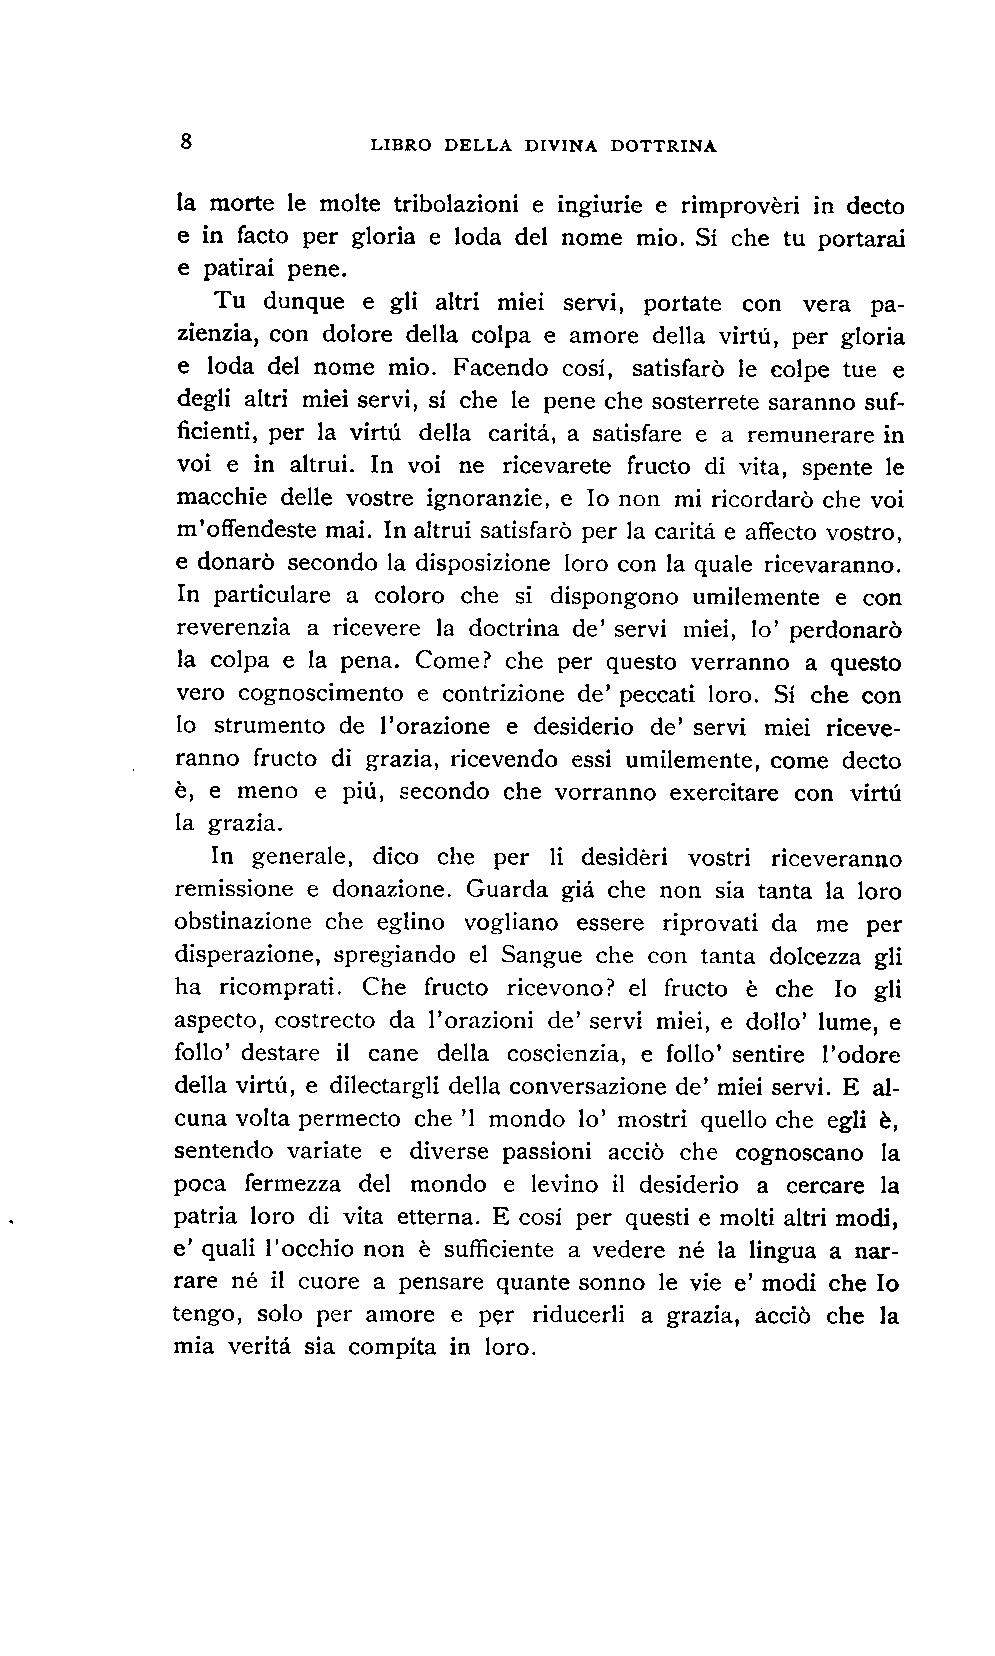 8 LIBRO DELLA DIVINA DOTTRINA
la morte le molte tribolazioni e ingiurie e rimprovèri in decto
e in facto per gloria e loda del nome mio. Sí che tu portarai
e patirai pene.
Tu dunque e gli altri miei servi, portate con vera pa-
zienzia, con dolore della colpa e amore della virtú, per gloria
e loda del nome mio. Facendo cosí, satisfarò le colpe tue e
degli altri miei servi, sí che le pene che sosterrete saranno suf-
ficienti, per la virtú della caritá, a satisfare e a remunerare in
voi e in altrui. In voi ne ricevarete fructo di vita, spente le
macchie delle vostre ignoranzie, e Io non mi ricordarò che voi
m'offendeste mai. In altrui satisfarò per la caritá e affecto vostro,
e donarò secondo la disposizione loro con la quale ricevaranno.
In particulare a coloro che si dispongono umilemente e con
reverenzia a ricevere la doctrina de' servi miei, lo' perdonarò
la colpa e la pena. Come? che per questo verranno a questo
vero cognoscimento e contrizione de' peccati loro. Sí che con
lo strumento de l'orazione e desiderio de' servi miei riceve-
ranno fructo di grazia, ricevendo essi umilemente, come decto
è, e meno e piú, secondo che vorranno exercitare con virtú
la grazia.
In generale, dico che per li desidèri vostri riceveranno
remissione e donazione. Guarda giá che non sia tanta la loro
obstinazione che eglino vogliano essere riprovati da me per
disperazione, spregiando el Sangue che con tanta dolcezza gli
ha ricomprati. Che fructo ricevono? el fructo è che Io gli
aspecto, costrecto da l'orazioni de' servi miei, e dollo' lume, e
follo' destare il cane della coscienzia, e follo' sentire l'odore
della virtú, e dilectargli della conversazione de' miei servi. E al-
cuna volta permecto che 'l mondo lo' mostri quello che egli è,
sentendo variate e diverse passioni acciò che cognoscano la
poca fermezza del mondo e levino il desiderio a cercare la
patria loro di vita etterna. E cosí per questi e molti altri modi,
e' quali l'occhio non è sufficiente a vedere né la lingua a nar-
rare né il cuore a pensare quante sonno le vie e' modi che Io
tengo, solo per amore e per riducerli a grazia, acciò che la
mia veritá sia compíta in loro.